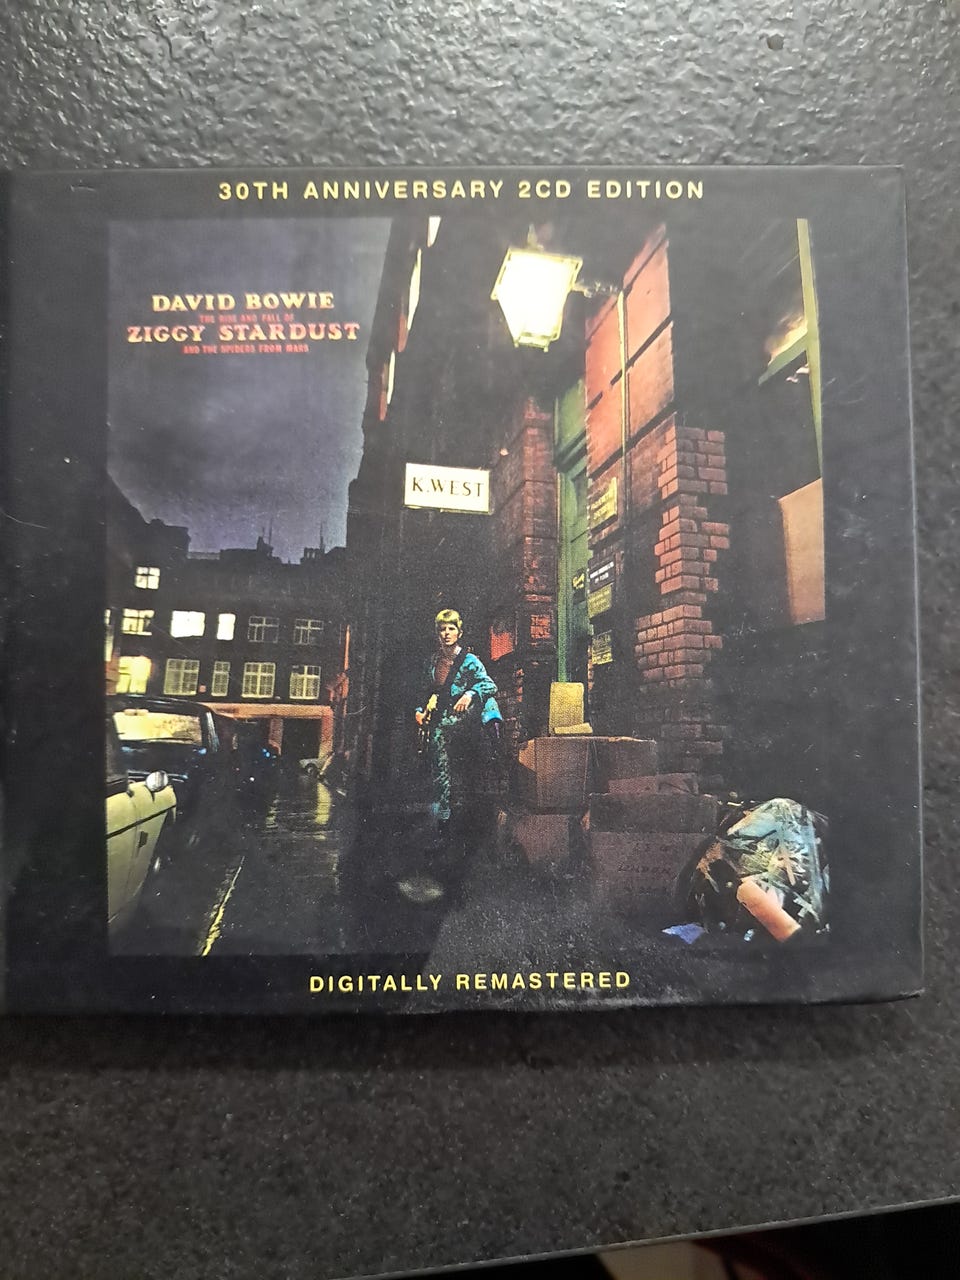 30TH ANNIVERSARY 2CD EDITION
DAVID BOWIE
THE RISE AND FALL OF
ZIGGY STARDUST
AND THE SPIDERS FROM MARS
K.WEST
LONDON
DIGITALLY REMASTERED